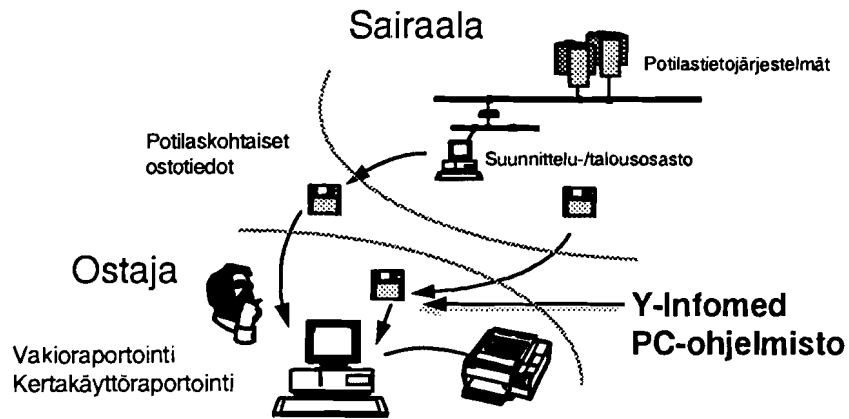 Sairaala
Potilastietojärjestelmät
Potilaskohtaiset
ostotiedot
Suunnittelu-/talousosasto
Ostaja
Y-Infomed
PC-ohjelmisto
Vakioraportointi
Kertakäyttöraportointi